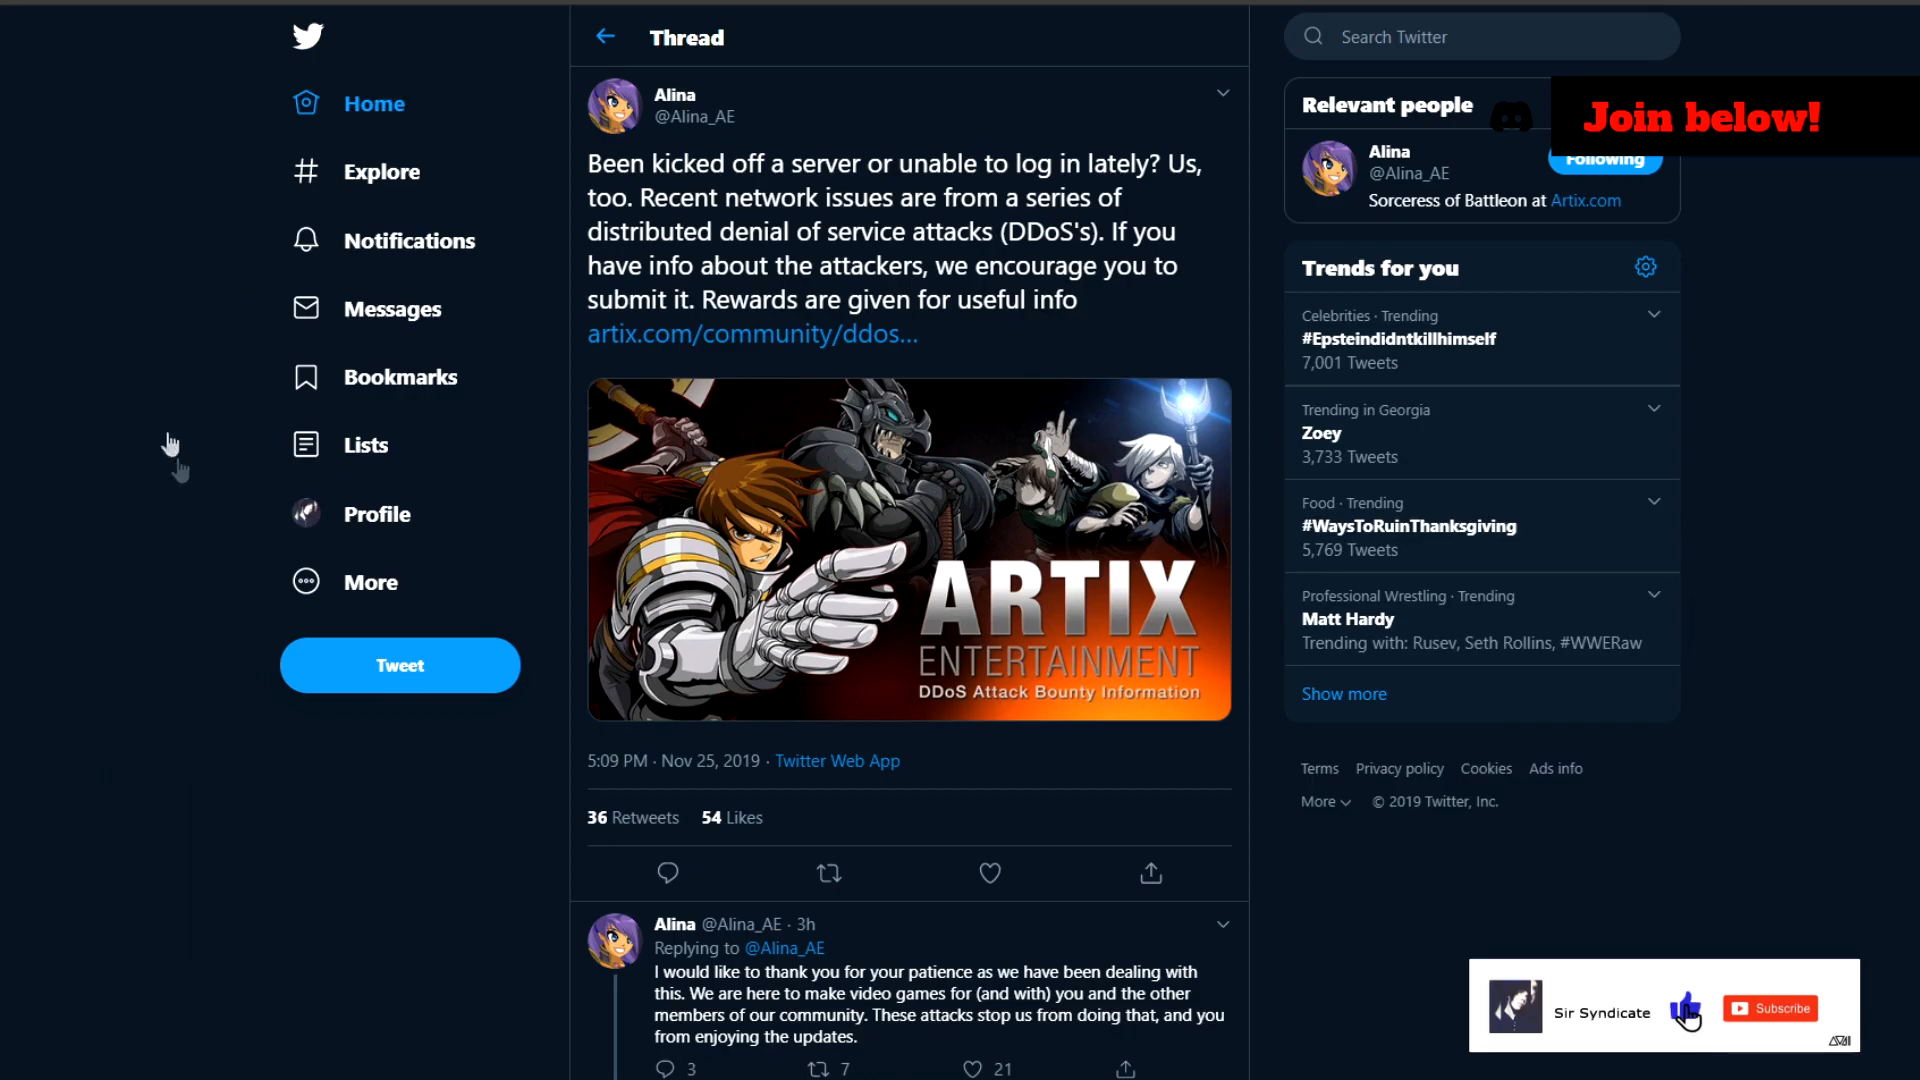 Home
Explore
Notifications
Messages
Bookmarks
Lists
Profile
More
Tweet
Thread
Alina
@Alina_AE
Been kicked off a server or unable to log in lately? Us,
too. Recent network issues are from a series of
distributed denial of service attacks (DDoS's). If you
have info about the attackers, we encourage you to
submit it. Rewards are given for useful info
artix.com/community/ddos...
ARTIX
ENTERTAINMENT
DDoS Attack Bounty Information
5:09 PM · Nov 25, 2019 · Twitter Web App
36 Retweets 54 Likes
Alina @Alina_AE · 3h
Replying to @Alina_AE
I would like to thank you for your patience as we have been dealing with
this. We are here to make video games for (and with) you and the other
members of our community. These attacks stop us from doing that, and you
from enjoying the updates.
3 7 21
Search Twitter
Relevant people
Join below!
Alina
@Alina_AE
Following
Sorceress of Battleon at Artix.com
Trends for you
Celebrities · Trending
#Epsteindidntkillhimself
7,001 Tweets
Trending in Georgia
Zoey
3,733 Tweets
Food · Trending
#WaysToRuinThanksgiving
5,769 Tweets
Professional Wrestling · Trending
Matt Hardy
Trending with: Rusev, Seth Rollins, #WWERaw
Show more
Terms Privacy policy Cookies Ads info
More © 2019 Twitter, Inc.
Sir Syndicate
Subscribe